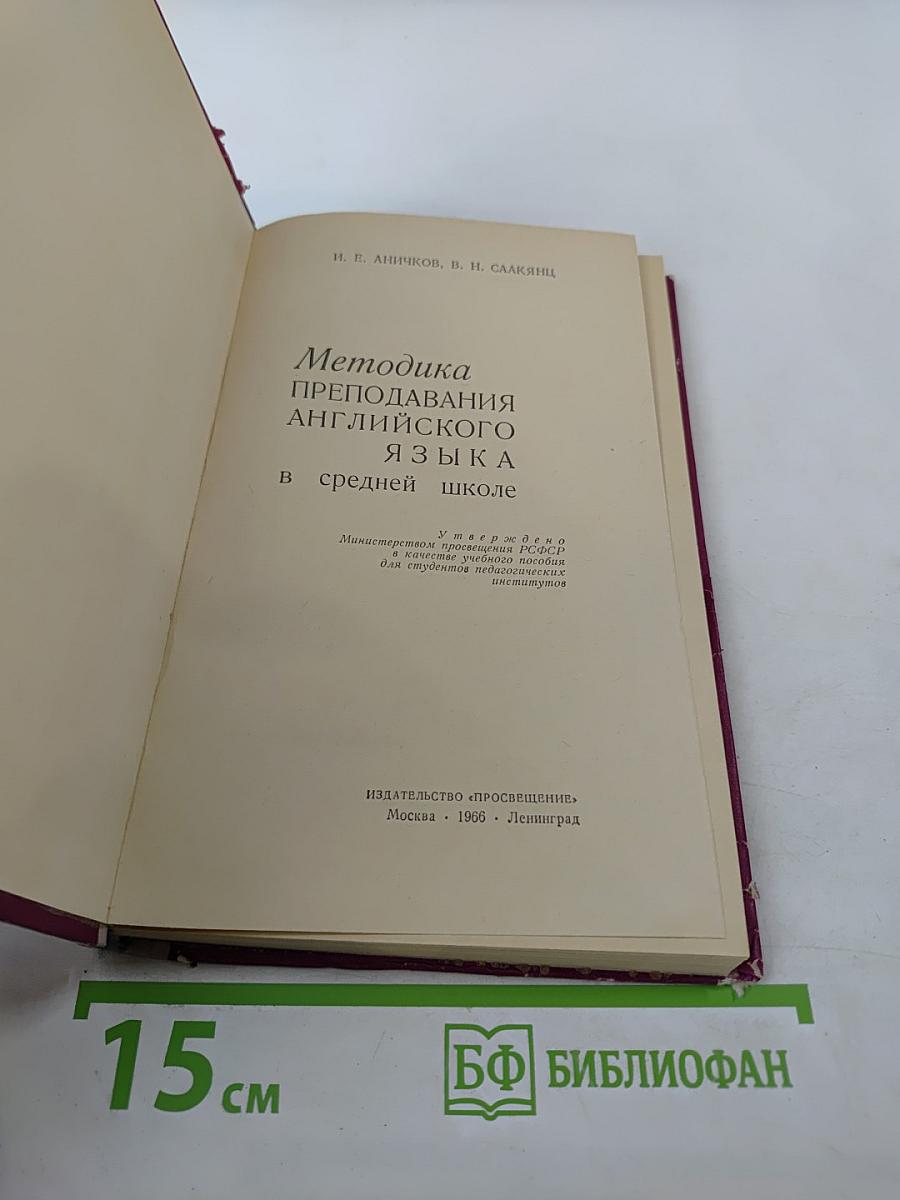 И. Е. АНИЧКОВ, В. Н. СААКЯНЦ
Методика
ПРЕПОДАВАНИЯ
АНГЛИЙСКОГО
ЯЗЫКА
в средней школе
Утверждено
Министерством просвещения РСФСР
в качестве учебного пособия
для студентов педагогических
институтов
ИЗДАТЕЛЬСТВО «ПРОСВЕЩЕНИЕ»
Москва · 1966 · Ленинград
15 см
БФ БИБЛИОФАН